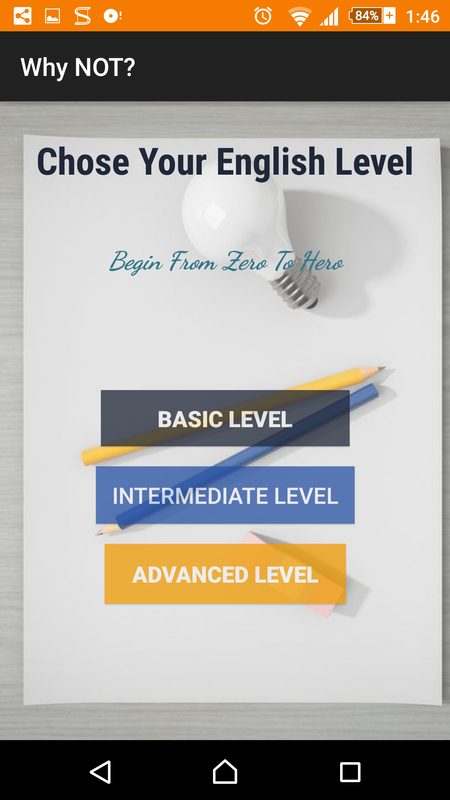 84% 1:46
Why NOT?
Chose Your English Level
Begin From Zero To Hero
BASIC LEVEL
INTERMEDIATE LEVEL
ADVANCED LEVEL